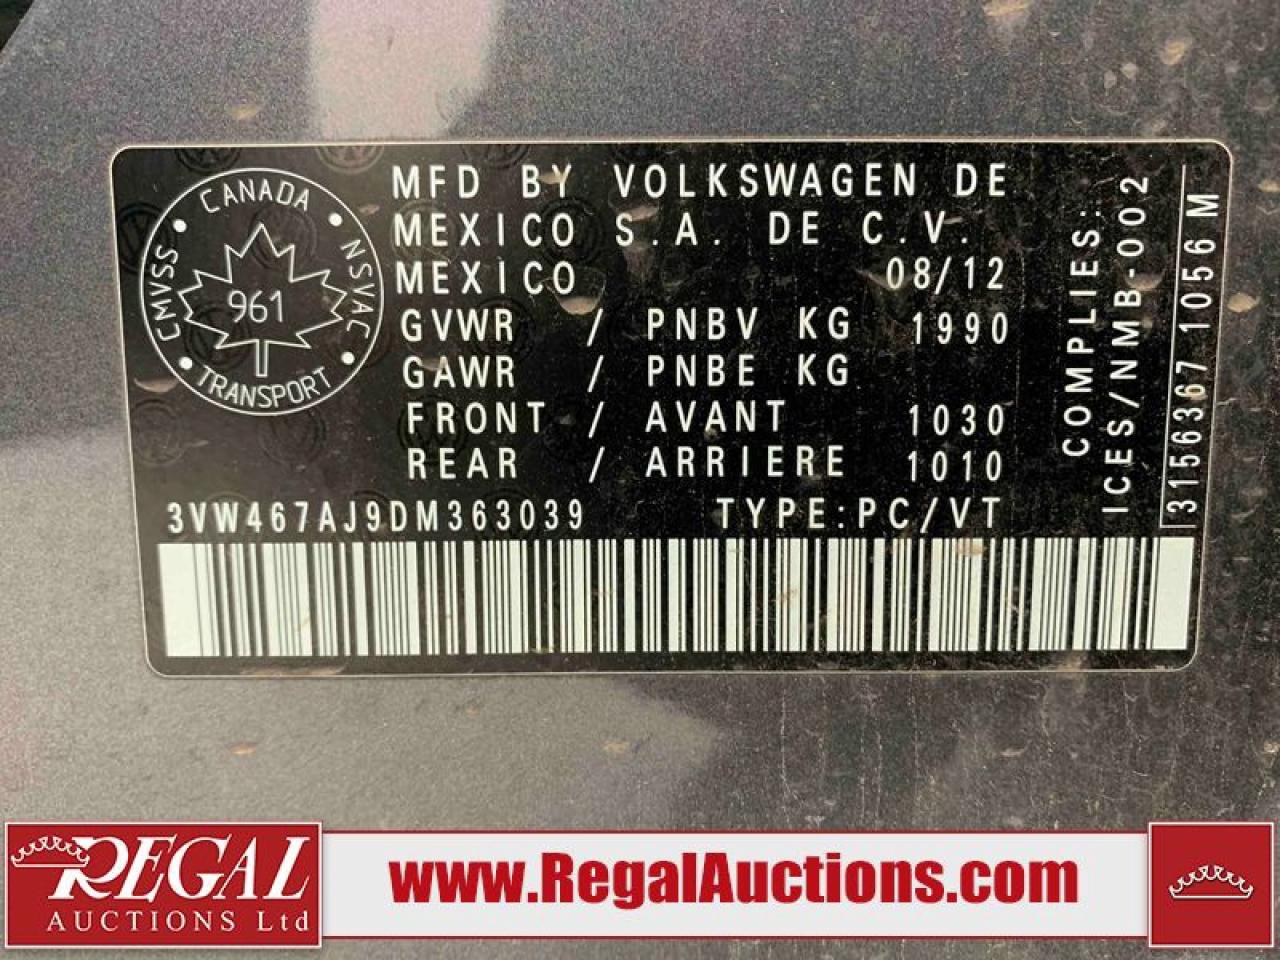 CANADA
CMVSS
NSVAC
961
TRANSPORT
MFD BY VOLKSWAGEN DE
MEXICO S.A. DE C.V.
MEXICO 08/12
GVWR / PNBV KG 1990
GAWR / PNBE KG
FRONT / AVANT 1030
REAR / ARRIERE 1010
3VW467AJ9DM363039 TYPE:PC/VT
COMPLIES:
ICES/NMB-002
3156367 1056 M
REGAL
AUCTIONS Ltd
www.RegalAuctions.com